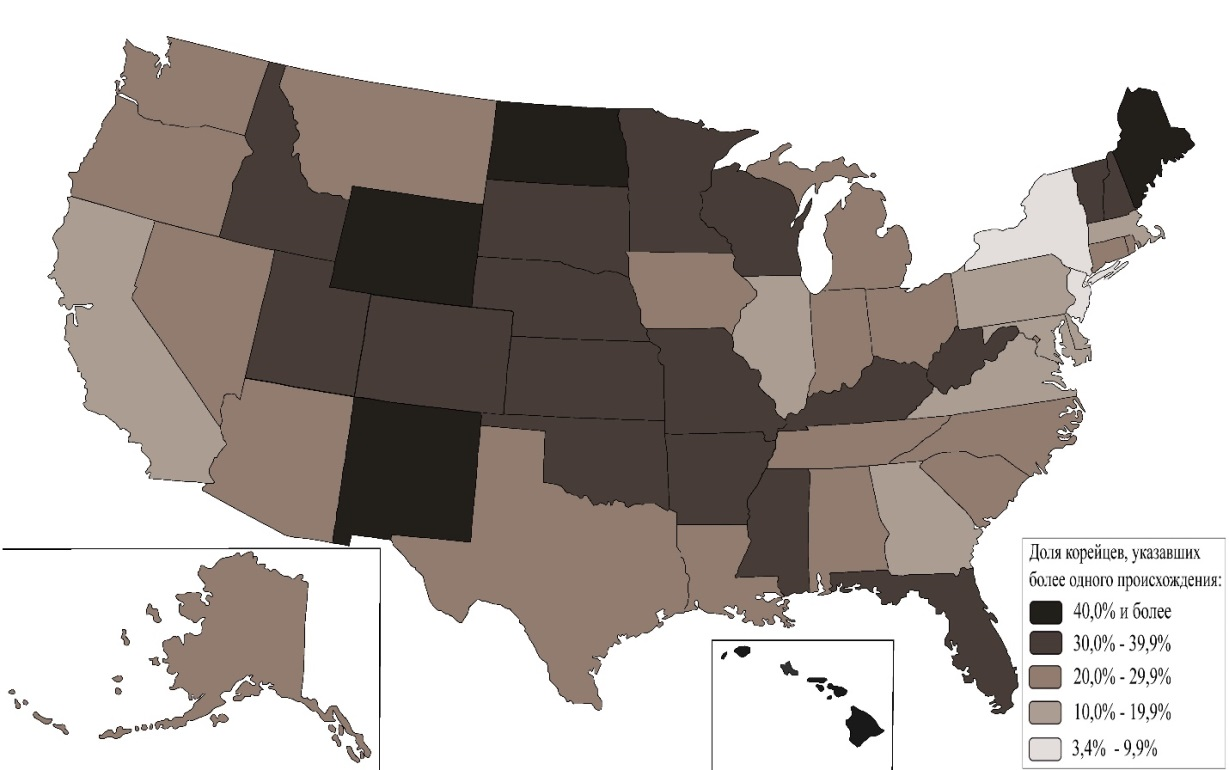 Доля корейцев, указавших
более одного происхождения:
40,0% и более
30,0% - 39,9%
20,0% - 29,9%
10,0% - 19,9%
3,4% - 9,9%